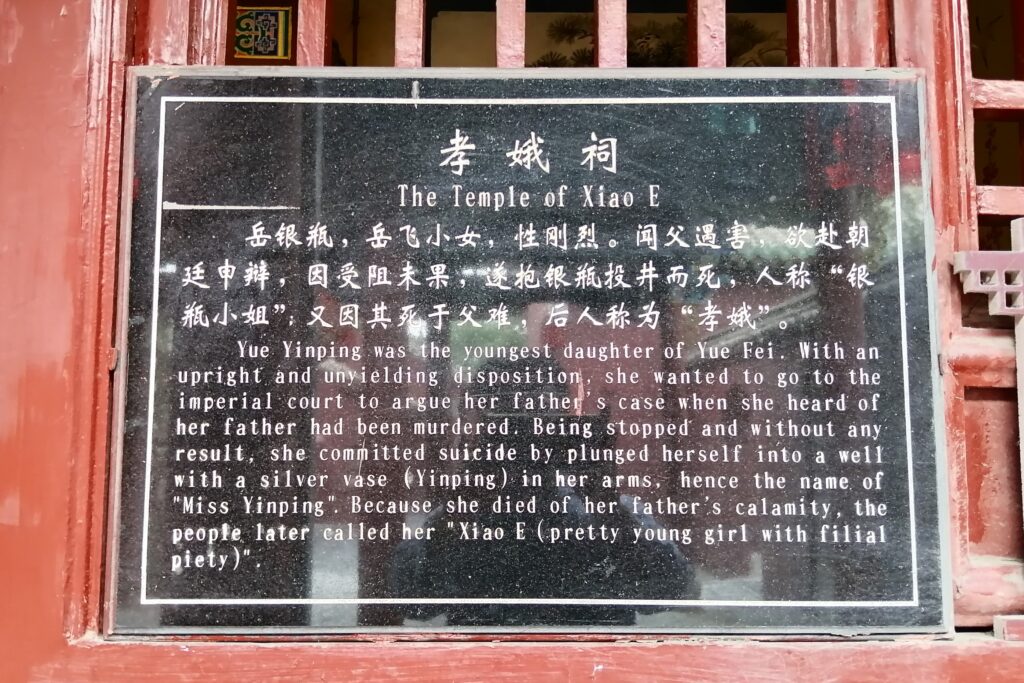 孝娥祠
The Temple of Xiao E
岳银瓶，岳飞小女，性刚烈。闻父遇害，欲赴朝
廷申辩，因受阻未果，遂抱银瓶投井而死，人称“银
瓶小姐”；又因其死于父难，后人称为“孝娥”。
Yue Yinping was the youngest daughter of Yue Fei. With an
upright and unyielding disposition, she wanted to go to the
imperial court to argue her father's case when she heard of
her father had been murdered. Being stopped and without any
result, she committed suicide by plunged herself into a well
with a silver vase (Yinping) in her arms, hence the name of
"Miss Yinping". Because she died of her father's calamity, the
people later called her "Xiao E (pretty young girl with filial
piety)".